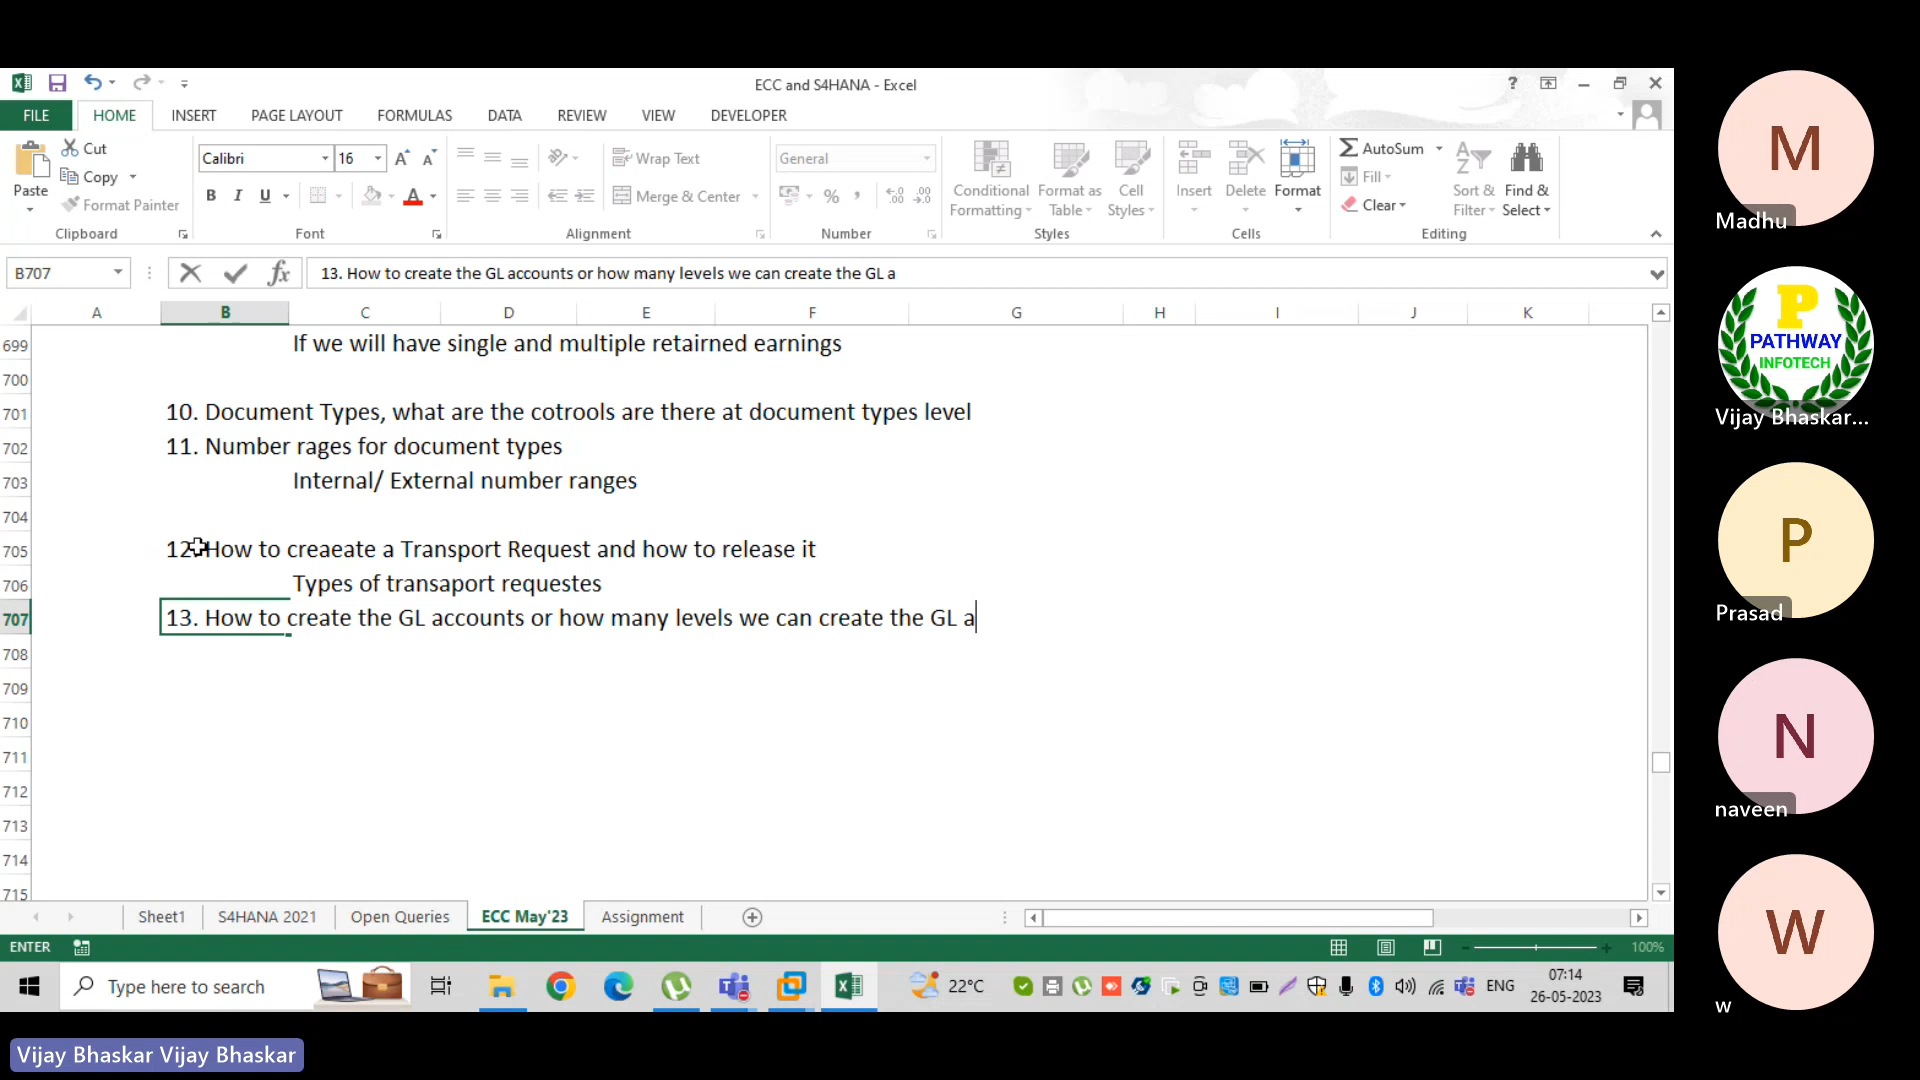 ECC and S4HANA - Excel
?
FILE
HOME
INSERT
PAGE LAYOUT
FORMULAS
DATA
REVIEW
VIEW
DEVELOPER
Paste
Cut
Copy
Format Painter
Clipboard
Calibri
16
A A
B I U A
Font
Wrap Text
Merge & Center
Alignment
General
% , .0 .00
Number
Conditional Formatting
Format as Table
Cell Styles
Styles
Insert
Delete
Format
Cells
AutoSum
Fill
Clear
Sort & Filter
Find & Select
Editing
B707
fx
13. How to create the GL accounts or how many levels we can create the GL a
A B C D E F G H I J K
699 If we will have single and multiple retairned earnings
700
701 10. Document Types, what are the cotrools are there at document types level
702 11. Number rages for document types
703 Internal/ External number ranges
704
705 12. How to creaeate a Transport Request and how to release it
706 Types of transaport requestes
707 13. How to create the GL accounts or how many levels we can create the GL a
708
709
710
711
712
713
714
715
Sheet1
S4HANA 2021
Open Queries
ECC May'23
Assignment
ENTER
100%
Type here to search
22°C
ENG
07:14
26-05-2023
M
Madhu
P
PATHWAY
INFOTECH
Vijay Bhaskar...
P
Prasad
N
naveen
W
w
Vijay Bhaskar Vijay Bhaskar